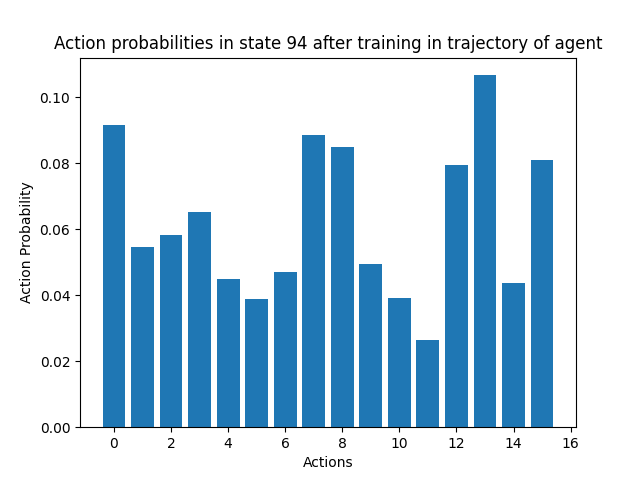 Action probabilities in state 94 after training in trajectory of agent
0.10
0.08
0.06
0.04
0.02
0.00
Action Probability
0 2 4 6 8 10 12 14 16
Actions